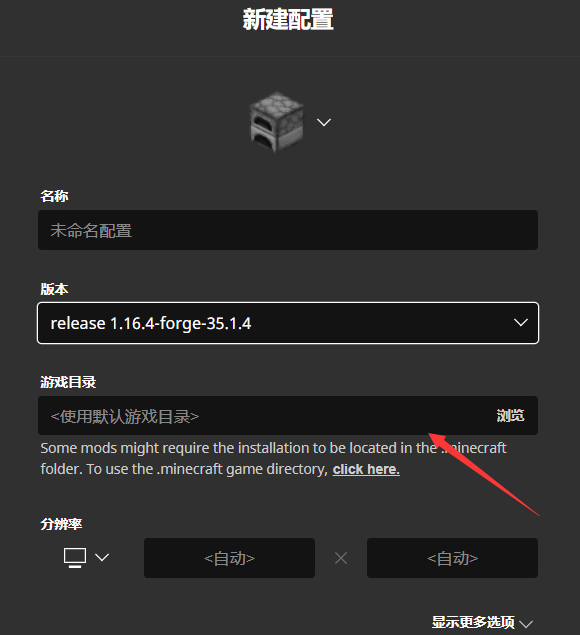 新建配置
名称
未命名配置
版本
release 1.16.4-forge-35.1.4
游戏目录
<使用默认游戏目录> 浏览
Some mods might require the installation to be located in the .minecraft
folder. To use the .minecraft game directory, click here.
分辨率
<自动> <自动>
显示更多选项